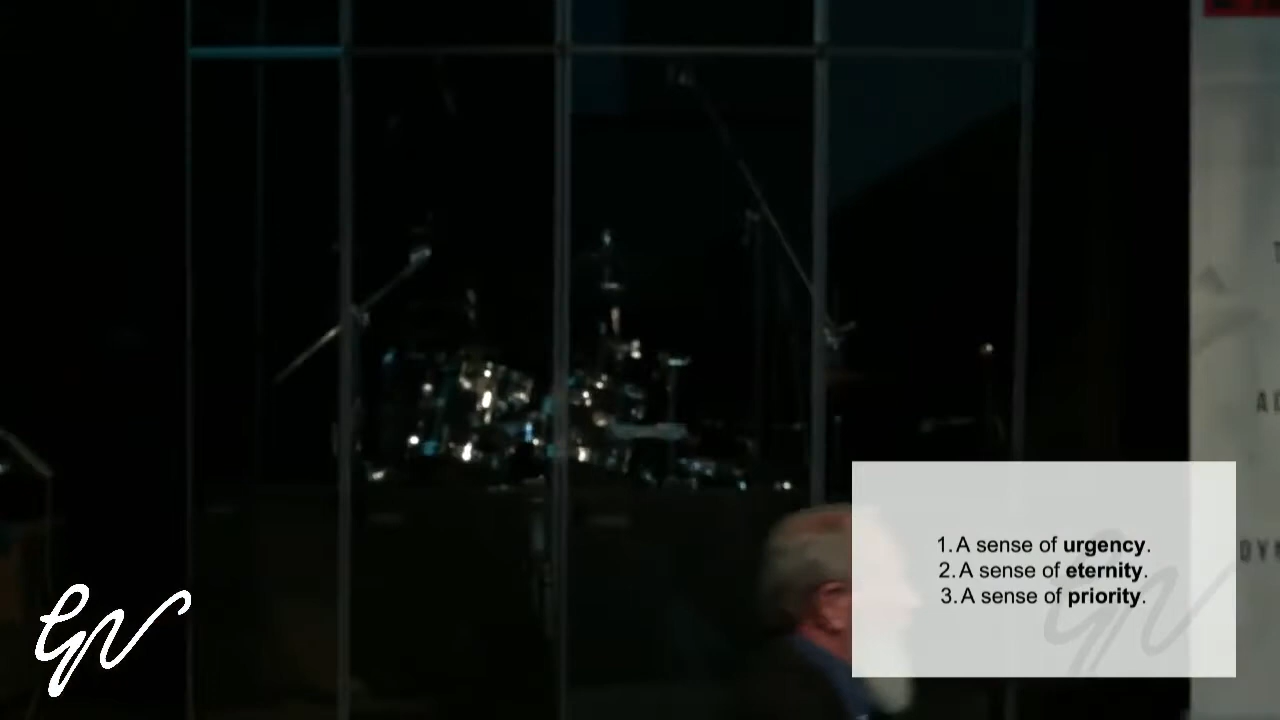 1. A sense of urgency.
2. A sense of eternity.
3. A sense of priority.